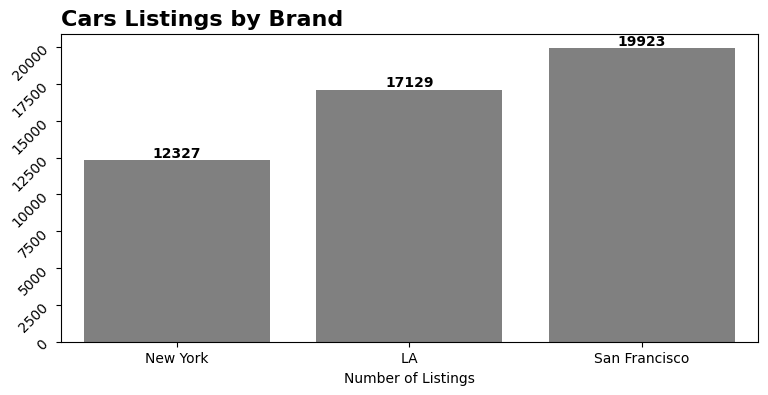 Cars Listings by Brand
20000
17500
15000
12500
10000
7500
5000
2500
0
12327
17129
19923
New York
LA
San Francisco
Number of Listings